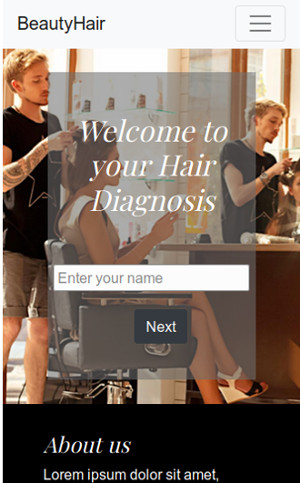 BeautyHair
Welcome to
your Hair
Diagnosis
Enter your name
Next
About us
Lorem ipsum dolor sit amet,